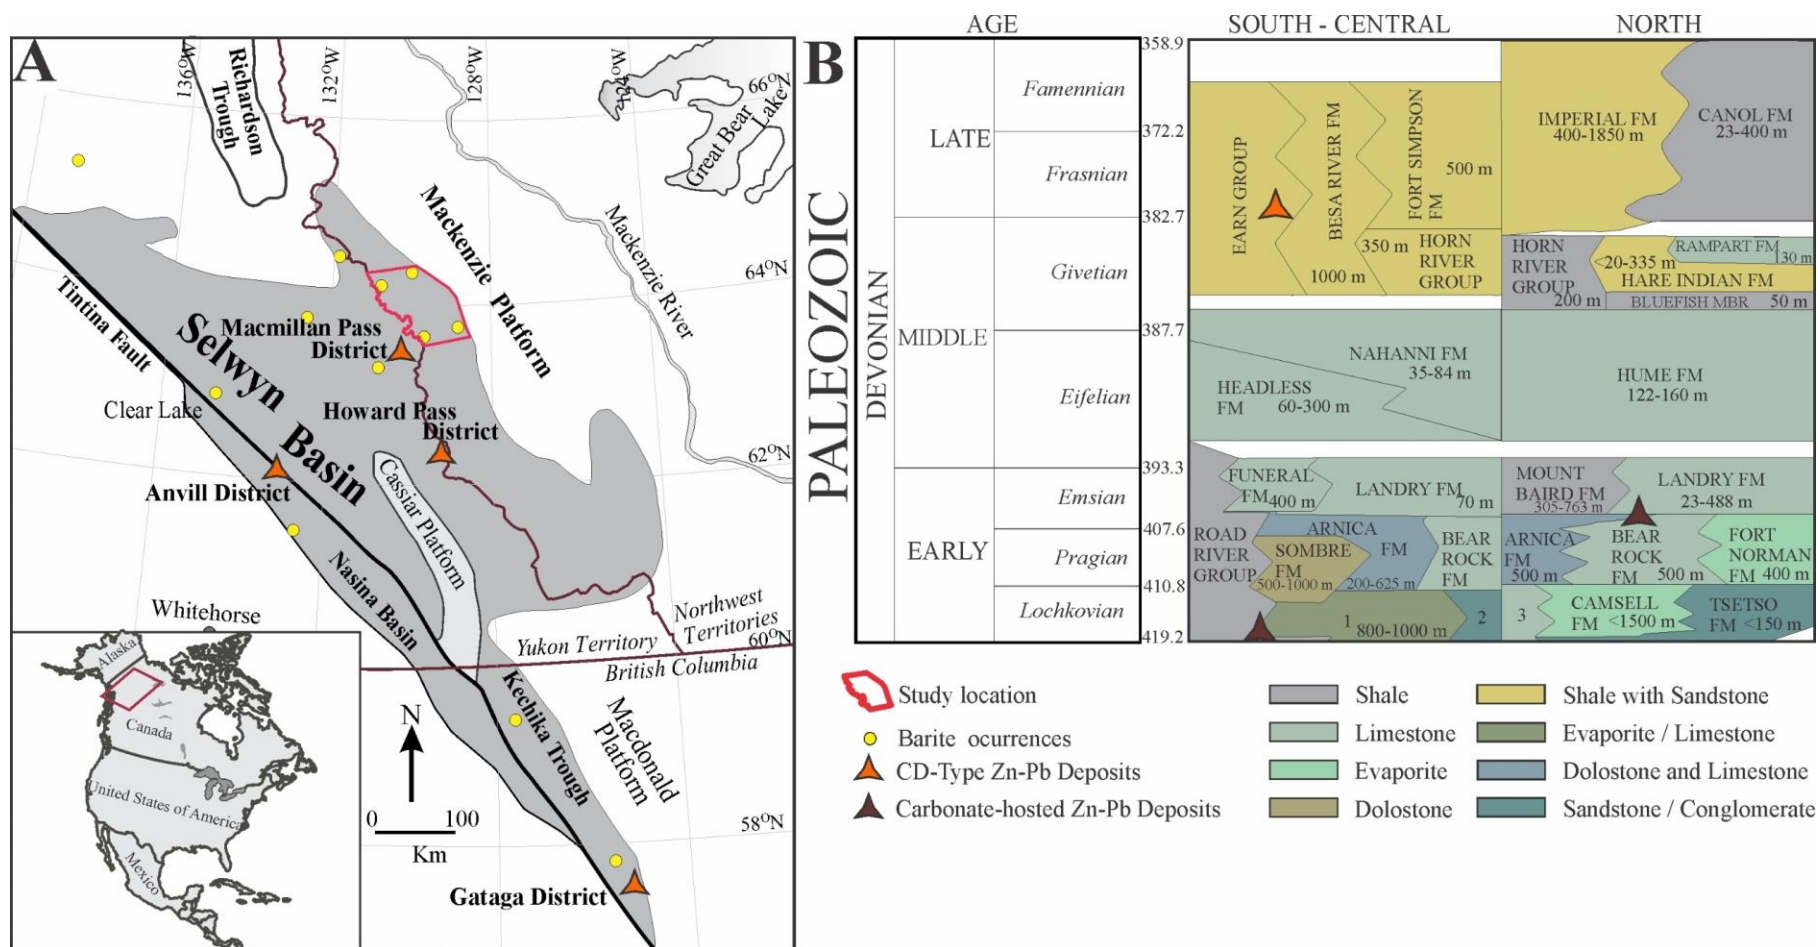 A
136°W
132°W
128°W
124°W
66°N
Richardson
Trough
Great Bear
Lake
Mackenzie Platform
Mackenzie River
64°N
Tintina Fault
Selwyn
Basin
Macmillan Pass
District
Clear Lake
Howard Pass
District
62°N
Anvill District
Cassiar Platform
Nasina Basin
Whitehorse
Northwest
Territories
60°N
Yukon Territory
British Columbia
Kechika Trough
Macdonald
Platform
58°N
Gataga District
N
0 100
Km
Alaska
Canada
United States of America
Mexico
B
AGE
SOUTH - CENTRAL
NORTH
PALEOZOIC
DEVONIAN
LATE
MIDDLE
EARLY
Famennian
Frasnian
Givetian
Eifelian
Emsian
Pragian
Lochkovian
358.9
372.2
382.7
387.7
393.3
407.6
410.8
419.2
EARN GROUP
BESA RIVER FM
1000 m
FORT SIMPSON
FM
500 m
350 m
HORN
RIVER
GROUP
IMPERIAL FM
400-1850 m
CANOL FM
23-400 m
HORN
RIVER
GROUP
200 m
RAMPART FM
130 m
20-335 m
HARE INDIAN FM
BLUEFISH MBR 50 m
NAHANNI FM
35-84 m
HEADLESS
FM
60-300 m
HUME FM
122-160 m
FUNERAL
FM
400 m
LANDRY FM
70 m
MOUNT
BAIRD FM
305-763 m
LANDRY FM
23-488 m
ROAD
RIVER
GROUP
ARNICA
FM
200-625 m
SOMBRE
FM
500-1000 m
BEAR
ROCK
FM
ARNICA
FM
500 m
BEAR
ROCK
FM
500 m
FORT
NORMAN
FM 400 m
1
800-1000 m
2
3
CAMSELL
FM <1500 m
TSETSO
FM <150 m
Study location
Barite ocurrences
CD-Type Zn-Pb Deposits
Carbonate-hosted Zn-Pb Deposits
Shale
Limestone
Evaporite
Dolostone
Shale with Sandstone
Evaporite / Limestone
Dolostone and Limestone
Sandstone / Conglomerate